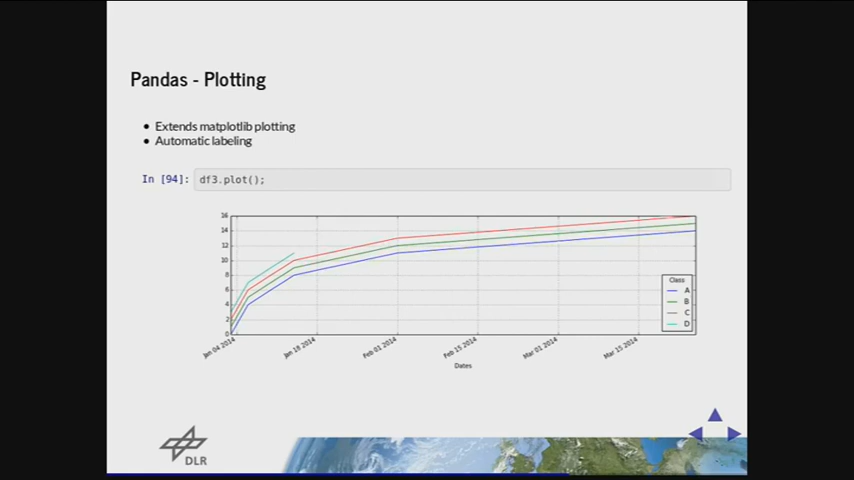 Pandas - Plotting
Extends matplotlib plotting
Automatic labeling
In [94]: df3.plot();
16
14
12
10
8
6
4
2
0
Class
A
B
C
D
Jan 04 2014
Jan 18 2014
Feb 01 2014
Feb 15 2014
Mar 01 2014
Mar 15 2014
Dates
DLR